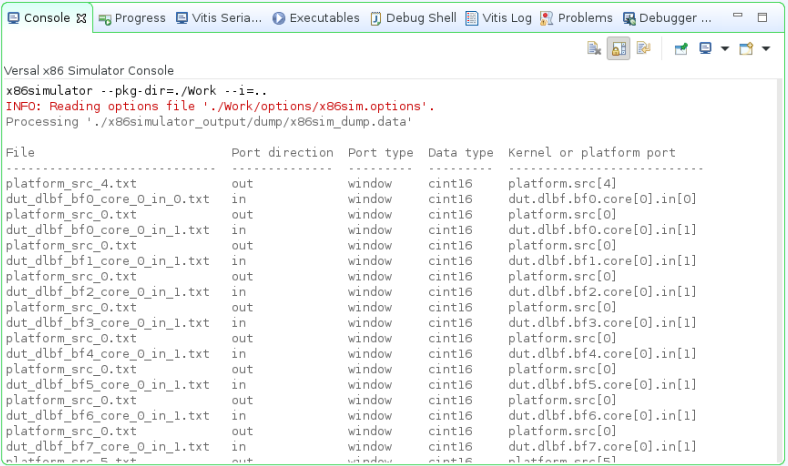 Console Progress Vitis Seria... Executables Debug Shell Vitis Log Problems Debugger ...
Versal x86 Simulator Console
x86simulator --pkg-dir=./Work --i=..
INFO: Reading options file './Work/options/x86sim.options'.
Processing './x86simulator_output/dump/x86sim_dump.data'
File Port direction Port type Data type Kernel or platform port
---------------------------- -------------- ---------- --------- ---------------------------
platform_src_4.txt out window cint16 platform.src[4]
dut_dlbf_bf0_core_0_in_0.txt in window cint16 dut.dlbf.bf0.core[0].in[0]
platform_src_0.txt out window cint16 platform.src[0]
dut_dlbf_bf0_core_0_in_1.txt in window cint16 dut.dlbf.bf0.core[0].in[1]
platform_src_0.txt out window cint16 platform.src[0]
dut_dlbf_bf1_core_0_in_1.txt in window cint16 dut.dlbf.bf1.core[0].in[1]
platform_src_0.txt out window cint16 platform.src[0]
dut_dlbf_bf2_core_0_in_1.txt in window cint16 dut.dlbf.bf2.core[0].in[1]
platform_src_0.txt out window cint16 platform.src[0]
dut_dlbf_bf3_core_0_in_1.txt in window cint16 dut.dlbf.bf3.core[0].in[1]
platform_src_0.txt out window cint16 platform.src[0]
dut_dlbf_bf4_core_0_in_1.txt in window cint16 dut.dlbf.bf4.core[0].in[1]
platform_src_0.txt out window cint16 platform.src[0]
dut_dlbf_bf5_core_0_in_1.txt in window cint16 dut.dlbf.bf5.core[0].in[1]
platform_src_0.txt out window cint16 platform.src[0]
dut_dlbf_bf6_core_0_in_1.txt in window cint16 dut.dlbf.bf6.core[0].in[1]
platform_src_0.txt out window cint16 platform.src[0]
dut_dlbf_bf7_core_0_in_1.txt in window cint16 dut.dlbf.bf7.core[0].in[1]
platform_src_5.txt out window cint16 platform.src[5]